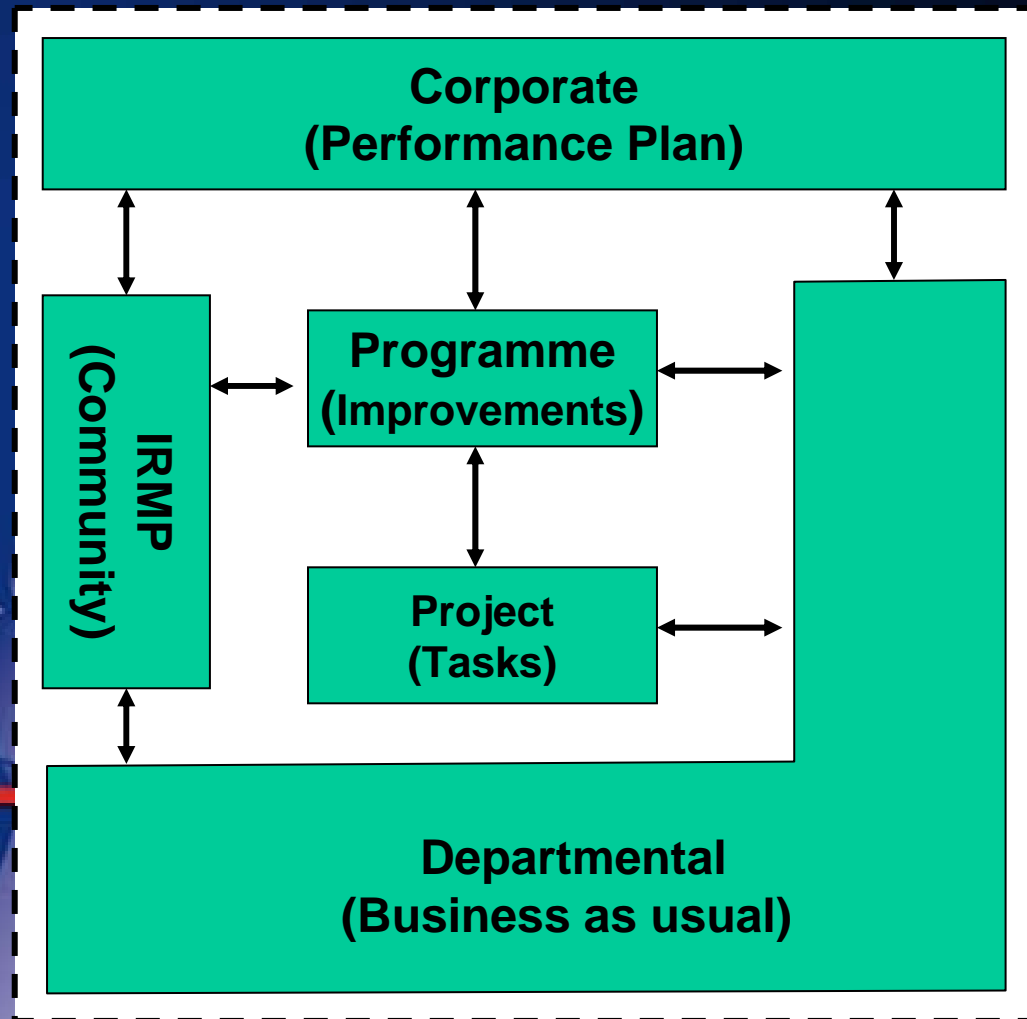 Corporate
(Performance Plan)
IRMP
(Community)
Programme
(Improvements)
Project
(Tasks)
Departmental
(Business as usual)